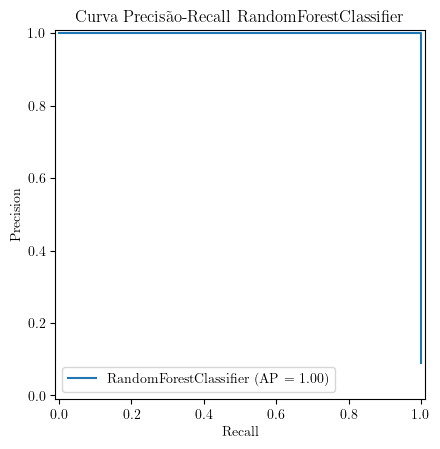 Curva Precisão-Recall RandomForestClassifier
1.0
0.8
0.6
0.4
0.2
0.0
Precision
RandomForestClassifier (AP = 1.00)
0.0 0.2 0.4 0.6 0.8 1.0
Recall